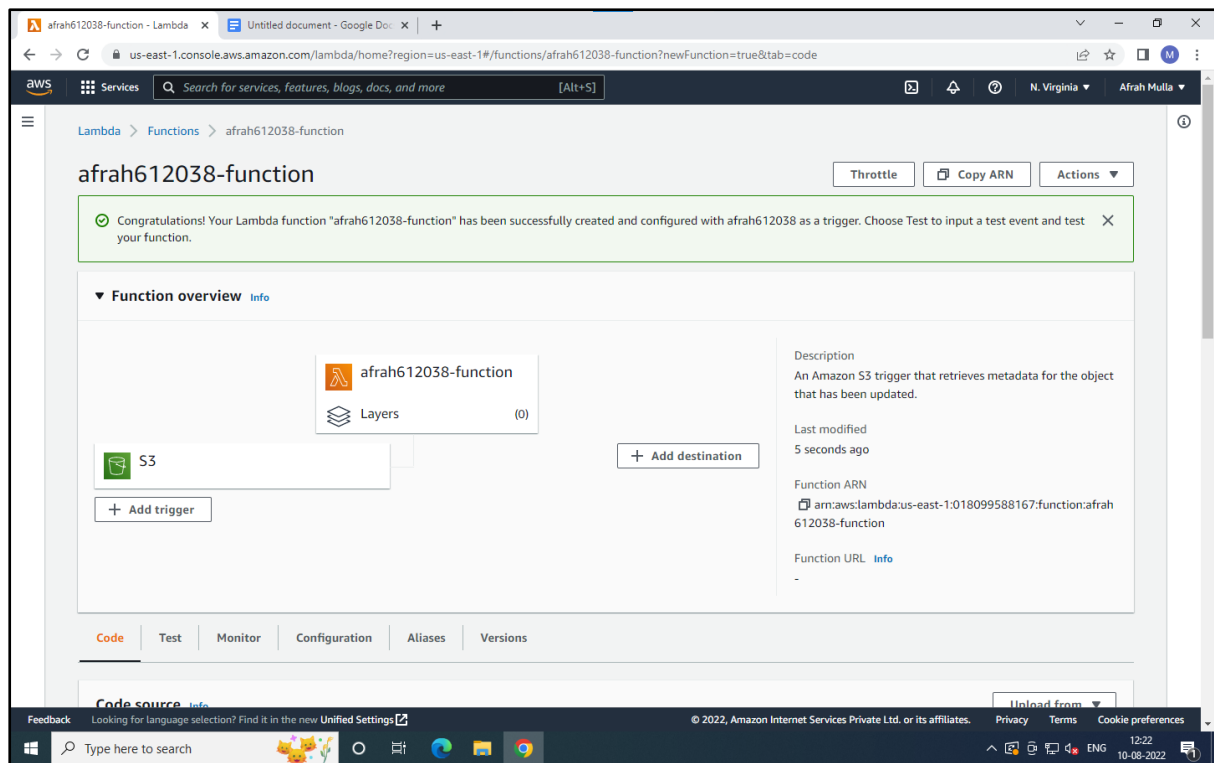 afrah612038-function - Lambda
Untitled document - Google Doc
us-east-1.console.aws.amazon.com/lambda/home?region=us-east-1#/functions/afrah612038-function?newFunction=true&tab=code
M
aws
Services
Search for services, features, blogs, docs, and more
[Alt+S]
N. Virginia
Afrah Mulla
Lambda > Functions > afrah612038-function
afrah612038-function
Throttle
Copy ARN
Actions
Congratulations! Your Lambda function "afrah612038-function" has been successfully created and configured with afrah612038 as a trigger. Choose Test to input a test event and test
your function.
Function overview Info
afrah612038-function
Layers (0)
S3
+ Add trigger
+ Add destination
Description
An Amazon S3 trigger that retrieves metadata for the object
that has been updated.
Last modified
5 seconds ago
Function ARN
arn:aws:lambda:us-east-1:018099588167:function:afrah
612038-function
Function URL Info
-
Code
Test
Monitor
Configuration
Aliases
Versions
Code source Info
Upload from
Feedback
Looking for language selection? Find it in the new Unified Settings
© 2022, Amazon Internet Services Private Ltd. or its affiliates.
Privacy
Terms
Cookie preferences
Type here to search
ENG
12:22
10-08-2022
1